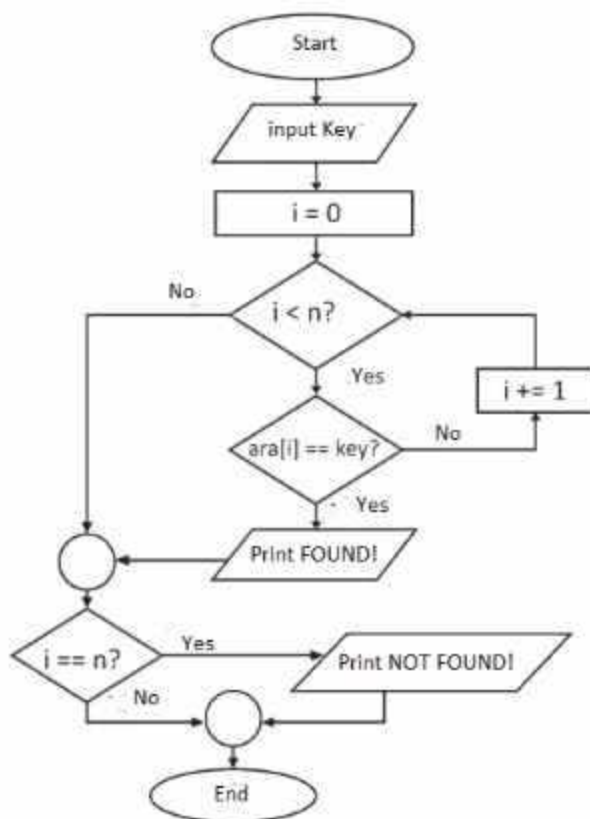 Start
input Key
i = 0
i < n?
No
Yes
i += 1
ara[i] == key?
No
Yes
Print FOUND!
i == n?
Yes
Print NOT FOUND!
No
End